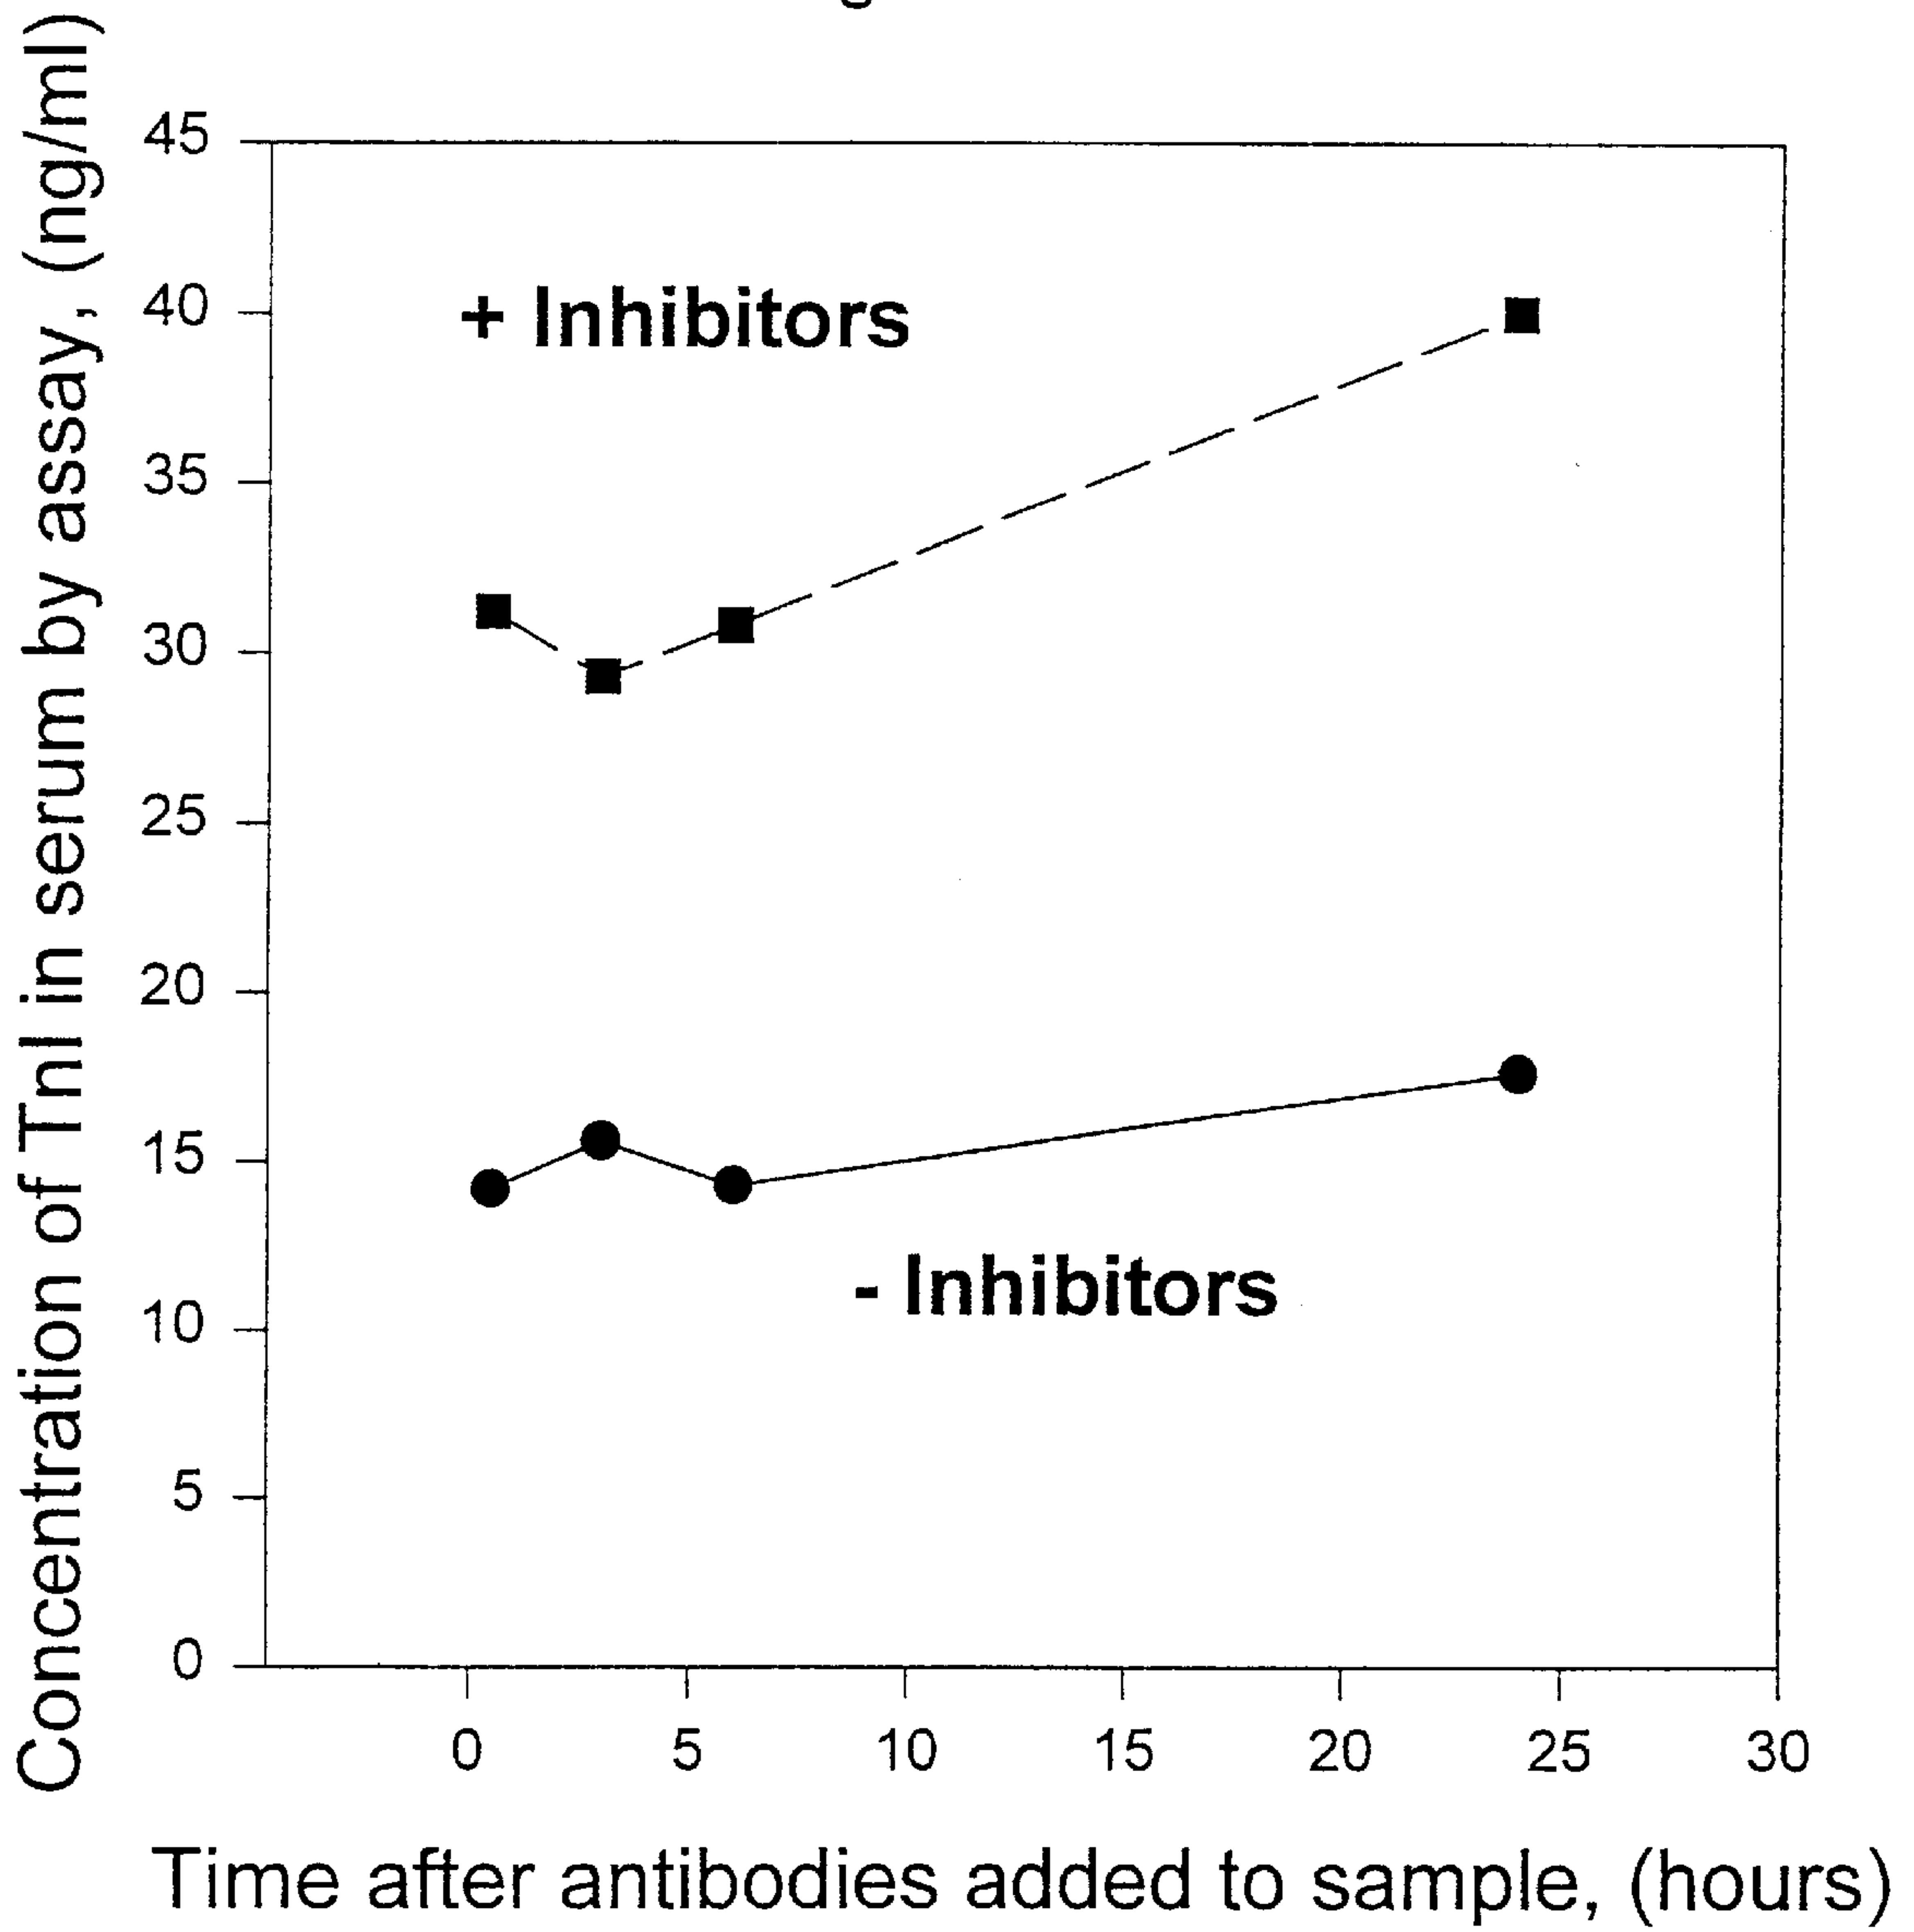 Concentration of TnI in serum by assay, (ng/ml)
45
40
35
30
25
20
15
10
5
0
+ Inhibitors
- Inhibitors
0 5 10 15 20 25 30
Time after antibodies added to sample, (hours)